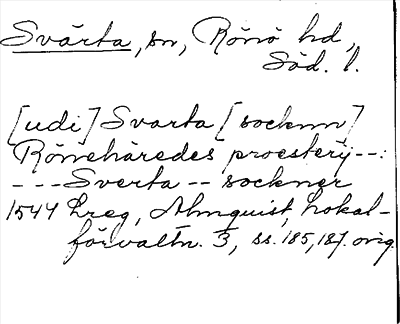 Svärta, sn, Rönö hd,
Söd. l.
[udi] Svarta [socknn]
Rönnehäredes proesterij --:
--- Sverta -- sockner
1544 Lreg, Almquist, Lokal-
förvaltn. 3, ss. 185, 187. orig